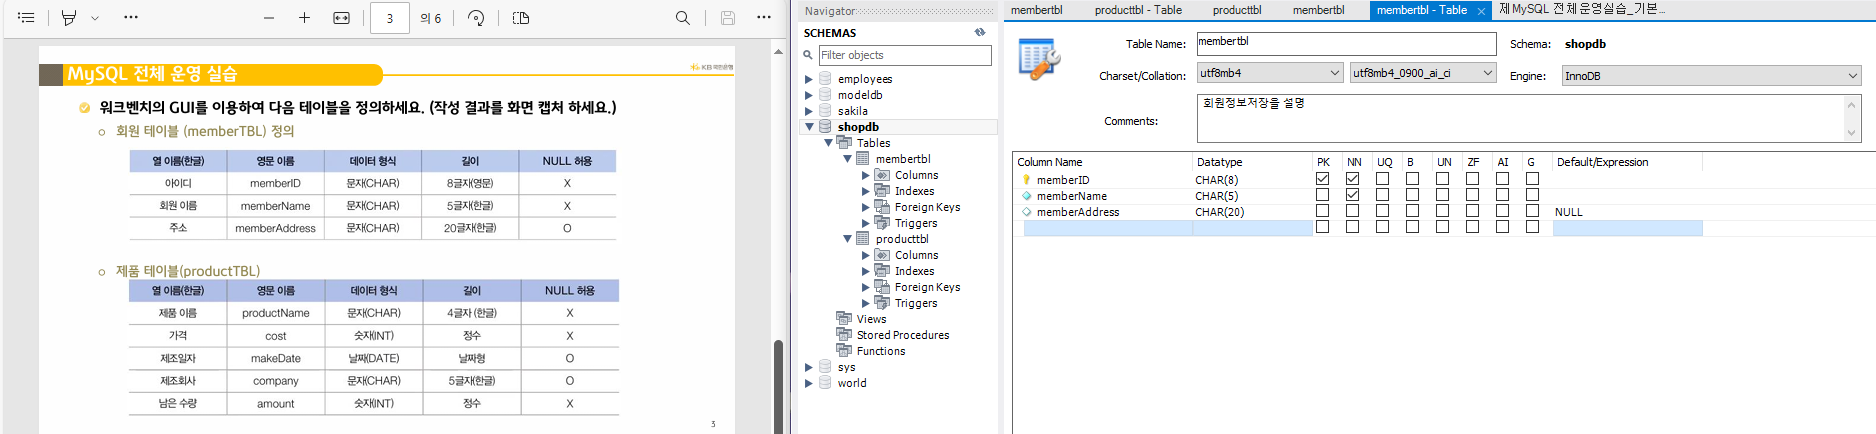 3 의 6
MySQL 전체 운영 실습
KB 국민은행
워크벤치의 GUI를 이용하여 다음 테이블을 정의하세요. (작성 결과를 화면 캡처 하세요.)
회원 테이블 (memberTBL) 정의
열 이름(한글) 영문 이름 데이터 형식 길이 NULL 허용
아이디 memberID 문자(CHAR) 8글자(영문) X
회원 이름 memberName 문자(CHAR) 5글자(한글) X
주소 memberAddress 문자(CHAR) 20글자(한글) O
제품 테이블(productTBL)
열 이름(한글) 영문 이름 데이터 형식 길이 NULL 허용
제품 이름 productName 문자(CHAR) 4글자 (한글) X
가격 cost 숫자(INT) 정수 X
제조일자 makeDate 날짜(DATE) 날짜형 O
제조회사 company 문자(CHAR) 5글자(한글) O
남은 수량 amount 숫자(INT) 정수 X
3
Navigator
SCHEMAS
Filter objects
employees
modeldb
sakila
shopdb
Tables
membertbl
Columns
Indexes
Foreign Keys
Triggers
producttbl
Columns
Indexes
Foreign Keys
Triggers
Views
Stored Procedures
Functions
sys
world
membertbl producttbl - Table producttbl membertbl membertbl - Table 제MySQL 전체운영실습_기본...
Table Name: membertbl Schema: shopdb
Charset/Collation: utf8mb4 utf8mb4_0900_ai_ci Engine: InnoDB
Comments: 회원정보저장을 설명
Column Name Datatype PK NN UQ B UN ZF AI G Default/Expression
memberID CHAR(8)
memberName CHAR(5)
memberAddress CHAR(20) NULL